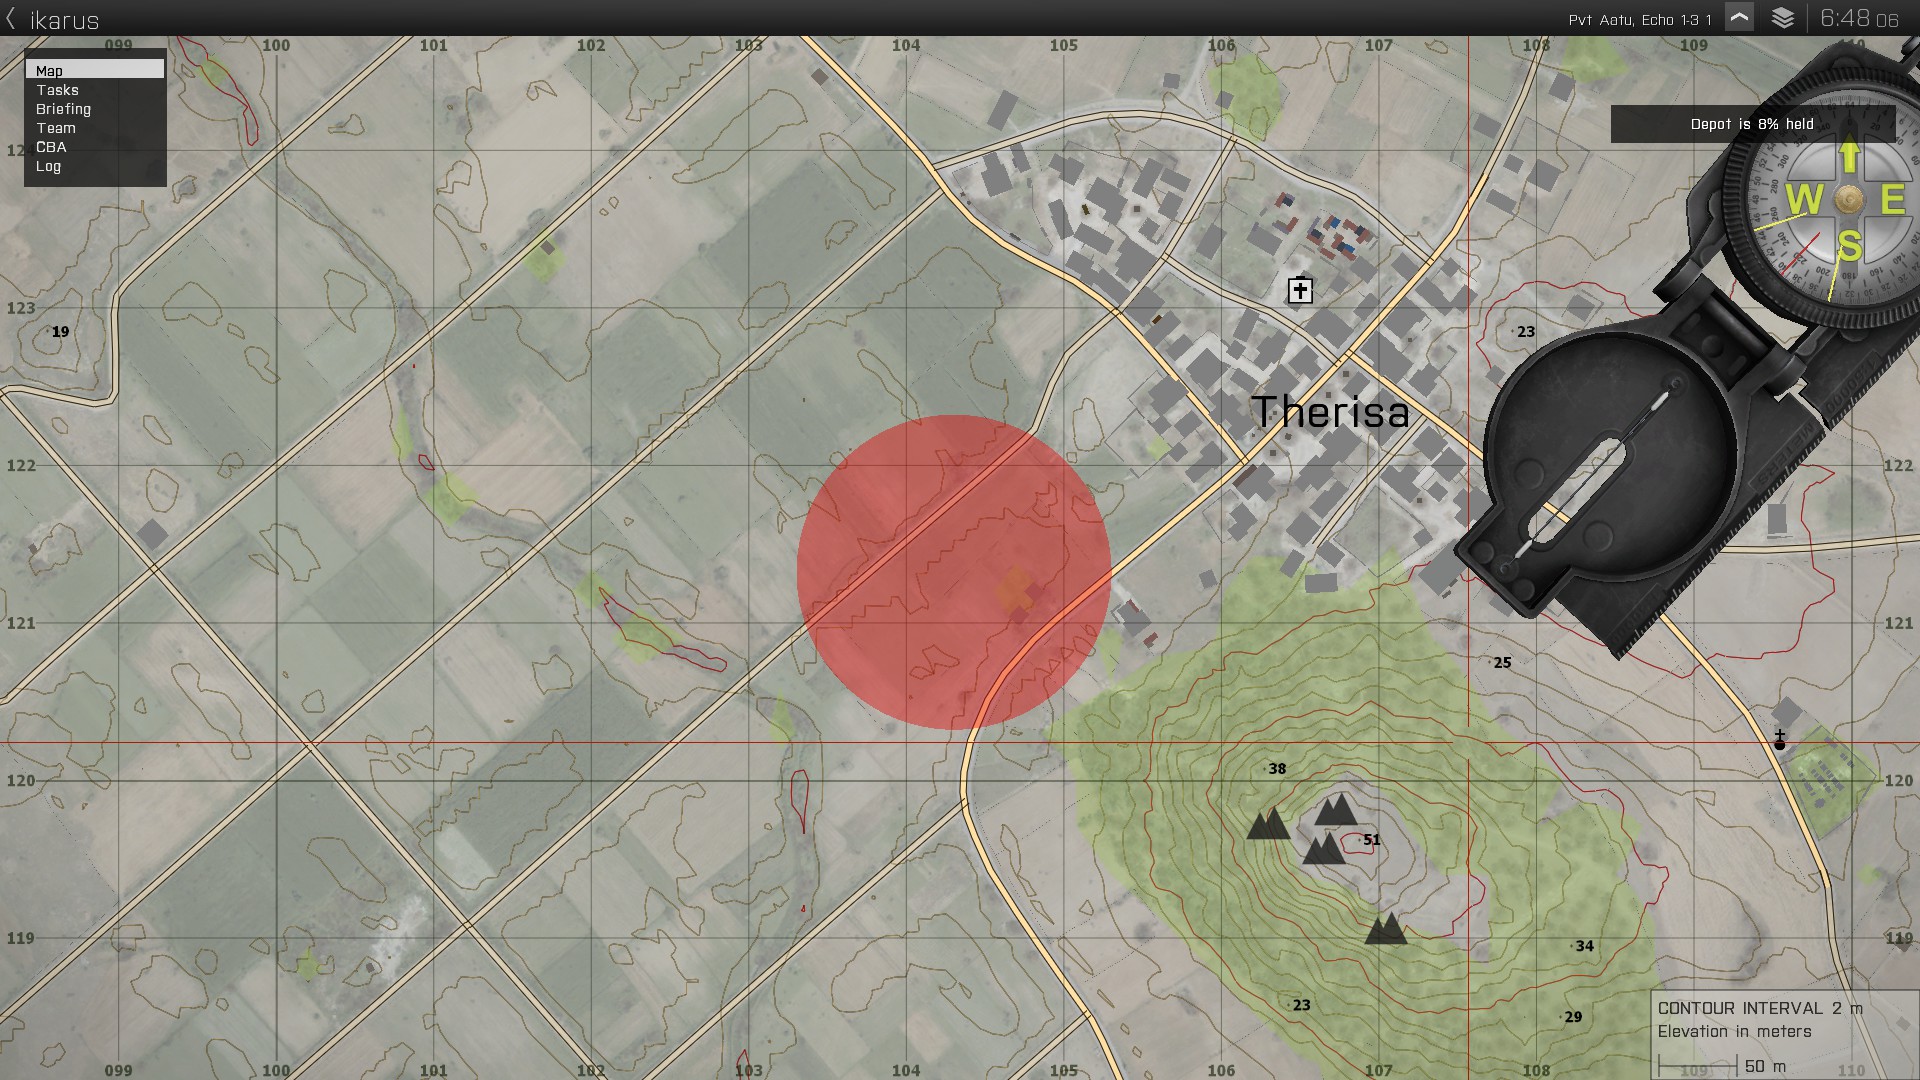 ikarus
Pvt Aatu, Echo 1-3 1
6:48 06
099 100 101 102 103 104 105 106 107 108 109 110
Map
Tasks
Briefing
Team
CBA
Log
Depot is 8% held
W E
S
123
19
23
Therisa
122 122
121 121
25
120 120
38
51
119 119
34
23
29
CONTOUR INTERVAL 2 m
Elevation in meters
50 m
099 100 101 102 103 104 105 106 107 108 109 110